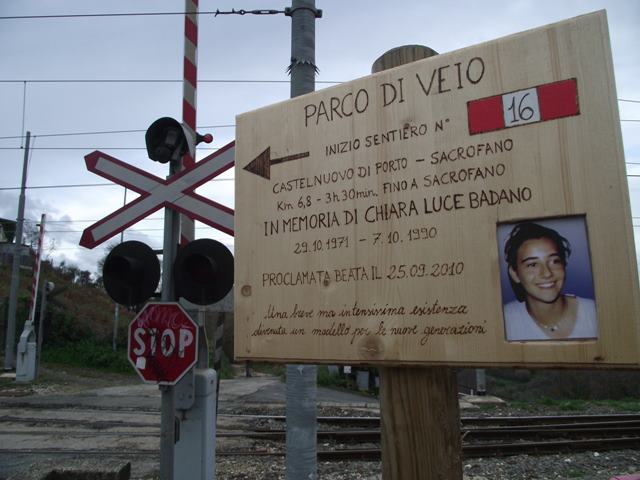 PARCO DI VEIO
INIZIO SENTIERO N° 16
CASTELNUOVO DI PORTO - SACROFANO
Km 6,8 - 3h 30min. FINO A SACROFANO
IN MEMORIA DI CHIARA LUCE BADANO
29.10.1971 - 7.10.1990
PROCLAMATA BEATA IL 25.09.2010
Una breve ma intensissima esistenza
divenuta un modello per le nuove generazioni
STOP